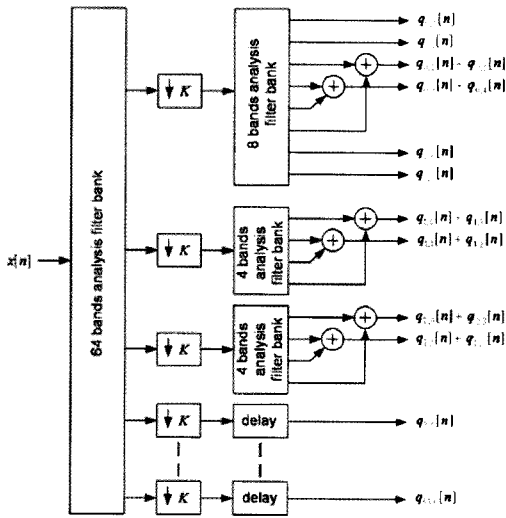 x[n]
64 bands analysis filter bank
↓ K
8 bands analysis
filter bank
q [n]
q [n]
q [n] + q [n]
q [n] + q [n]
q [n]
q [n]
↓ K
4 bands
analysis
filter bank
[n] + q [n]
[n] + q [n]
↓ K
4 bands
analysis
filter bank
[n] + q [n]
q [n] + q [n]
↓ K
delay
q [n]
↓ K
delay
q [n]